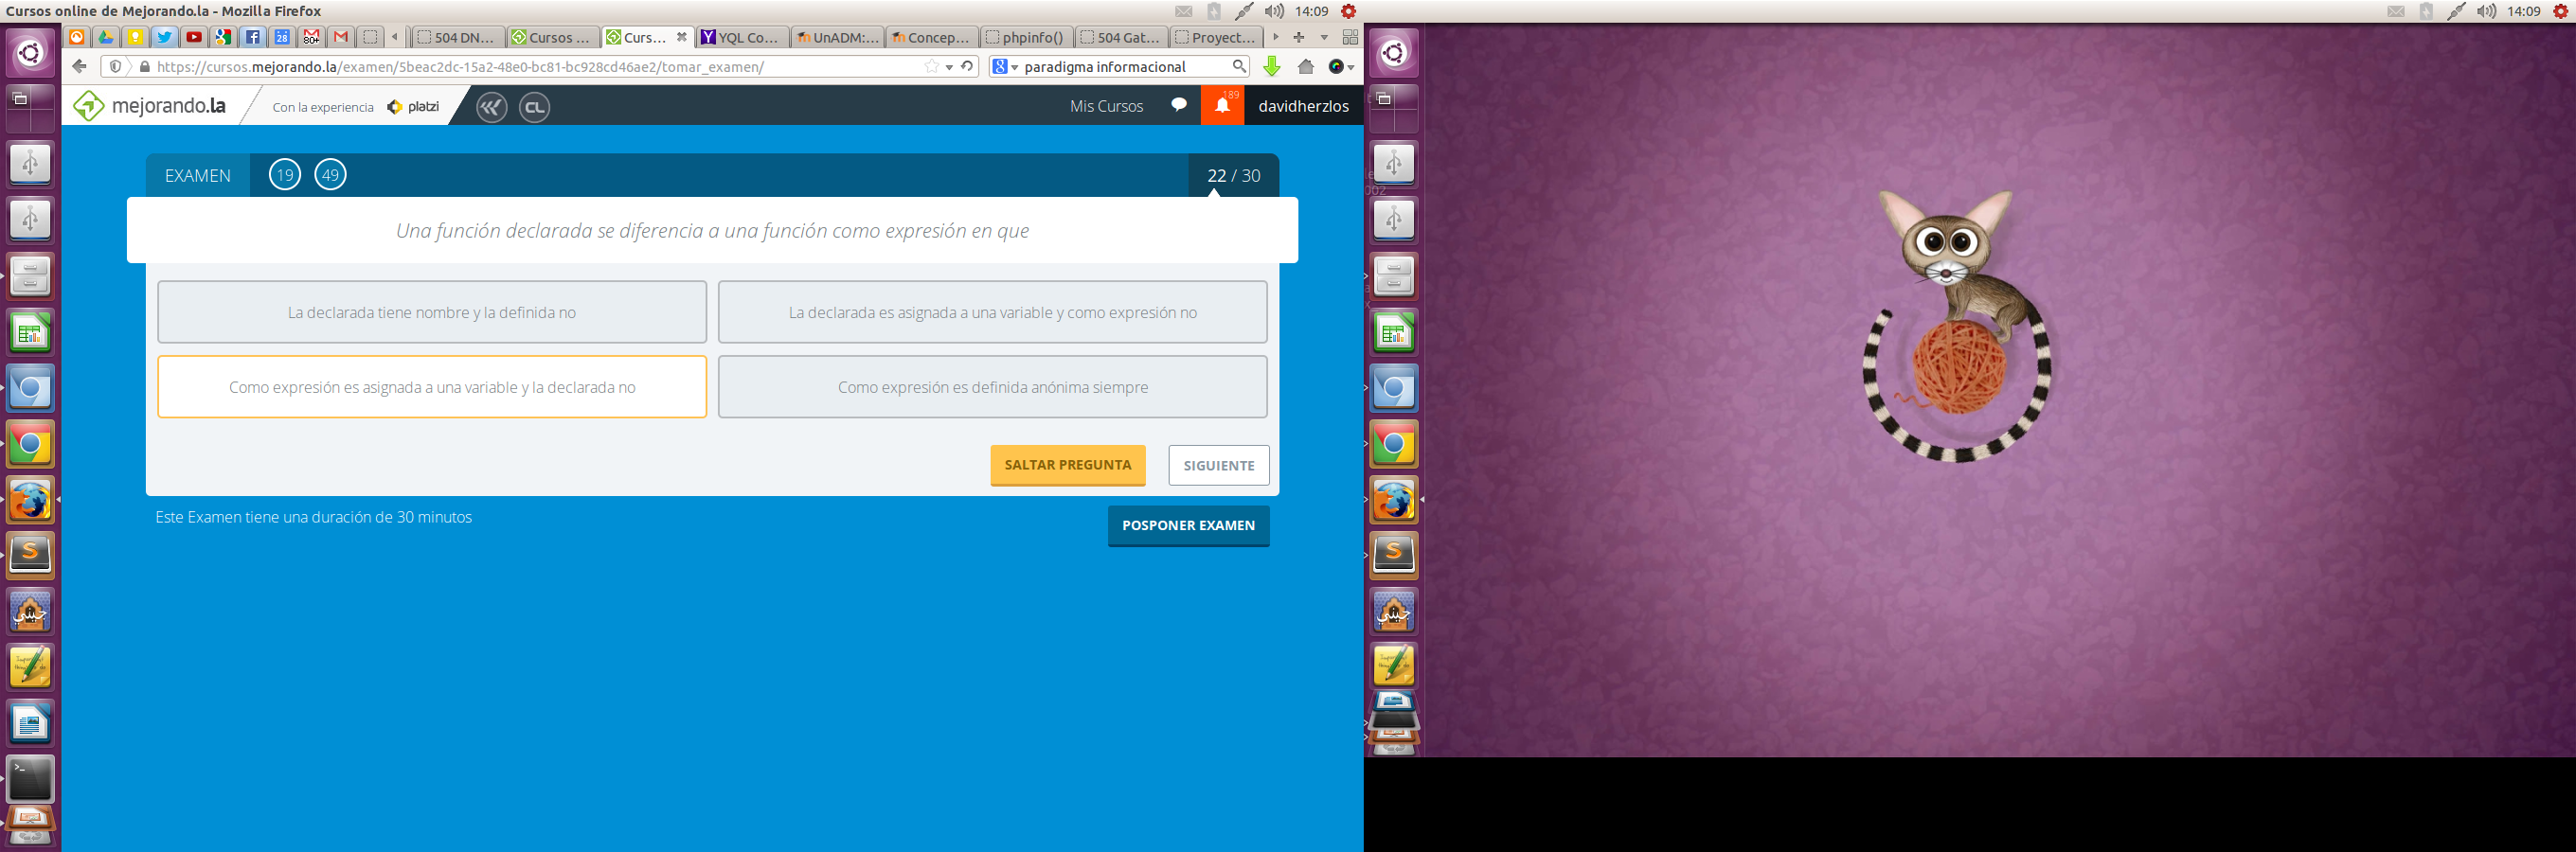 Cursos online de Mejorando.la - Mozilla Firefox
14:09
14:09
28
80+
504 DN...
Cursos ...
Curs...
YQL Co...
UnADM:...
Concep...
phpinfo()
504 Gat...
Proyect...
https://cursos.mejorando.la/examen/5beac2dc-15a2-48e0-bc81-bc928cd46ae2/tomar_examen/
paradigma informacional
mejorando.la
Con la experiencia platzi
CL
Mis Cursos
189
davidherzlos
EXAMEN
19
49
22 / 30
Una función declarada se diferencia a una función como expresión en que
La declarada tiene nombre y la definida no
La declarada es asignada a una variable y como expresión no
Como expresión es asignada a una variable y la declarada no
Como expresión es definida anónima siempre
SALTAR PREGUNTA
SIGUIENTE
Este Examen tiene una duración de 30 minutos
POSPONER EXAMEN
002